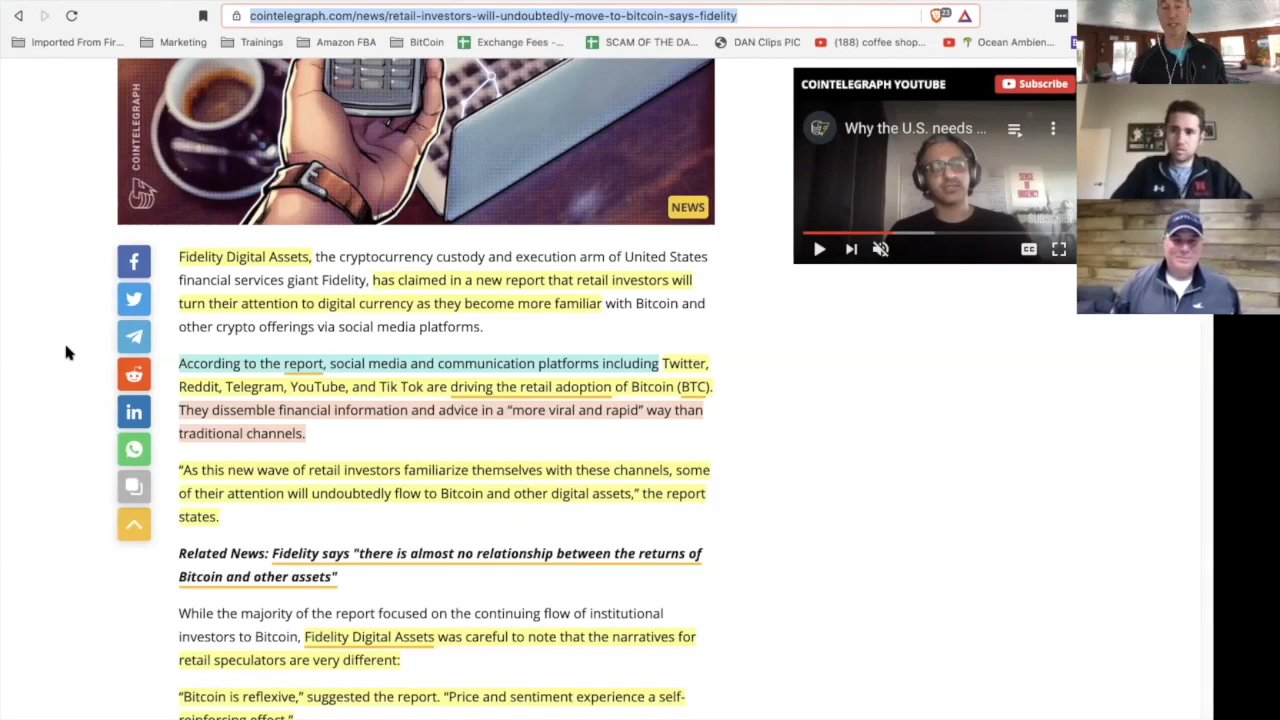 cointelegraph.com/news/retail-investors-will-undoubtedly-move-to-bitcoin-says-fidelity
23
Imported From Fir...
Marketing
Trainings
Amazon FBA
BitCoin
Exchange Fees -...
SCAM OF THE DA...
DAN Clips PIC
(188) coffee shop...
Ocean Ambien...
COINTELEGRAPH
NEWS
COINTELEGRAPH YOUTUBE
Subscribe
Why the U.S. needs ...
SENSE
OF
URGENCY
SUBSC
CC
Fidelity Digital Assets, the cryptocurrency custody and execution arm of United States
financial services giant Fidelity, has claimed in a new report that retail investors will
turn their attention to digital currency as they become more familiar with Bitcoin and
other crypto offerings via social media platforms.
According to the report, social media and communication platforms including Twitter,
Reddit, Telegram, YouTube, and Tik Tok are driving the retail adoption of Bitcoin (BTC).
They dissemble financial information and advice in a “more viral and rapid” way than
traditional channels.
“As this new wave of retail investors familiarize themselves with these channels, some
of their attention will undoubtedly flow to Bitcoin and other digital assets,” the report
states.
Related News: Fidelity says "there is almost no relationship between the returns of
Bitcoin and other assets"
While the majority of the report focused on the continuing flow of institutional
investors to Bitcoin, Fidelity Digital Assets was careful to note that the narratives for
retail speculators are very different:
“Bitcoin is reflexive,” suggested the report. “Price and sentiment experience a self-
reinforcing effect.”